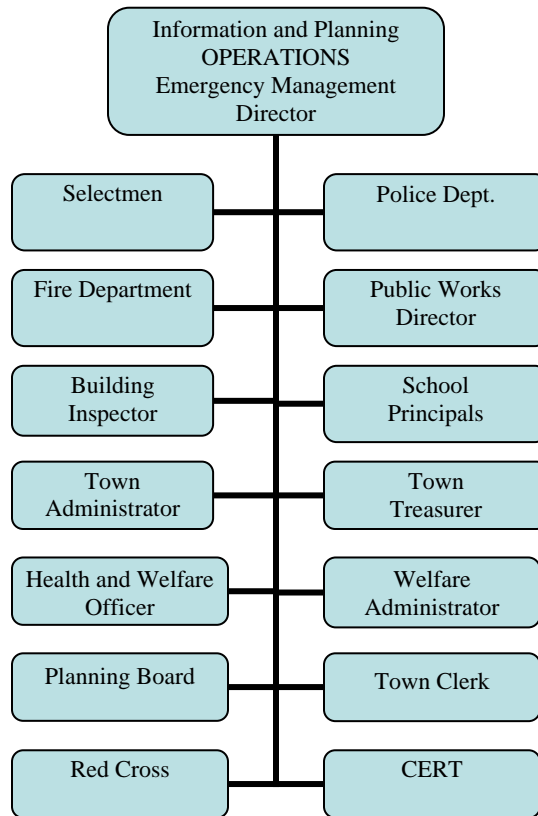 Information and Planning
OPERATIONS
Emergency Management
Director
Selectmen
Police Dept.
Fire Department
Public Works
Director
Building
Inspector
School
Principals
Town
Administrator
Town
Treasurer
Health and Welfare
Officer
Welfare
Administrator
Planning Board
Town Clerk
Red Cross
CERT